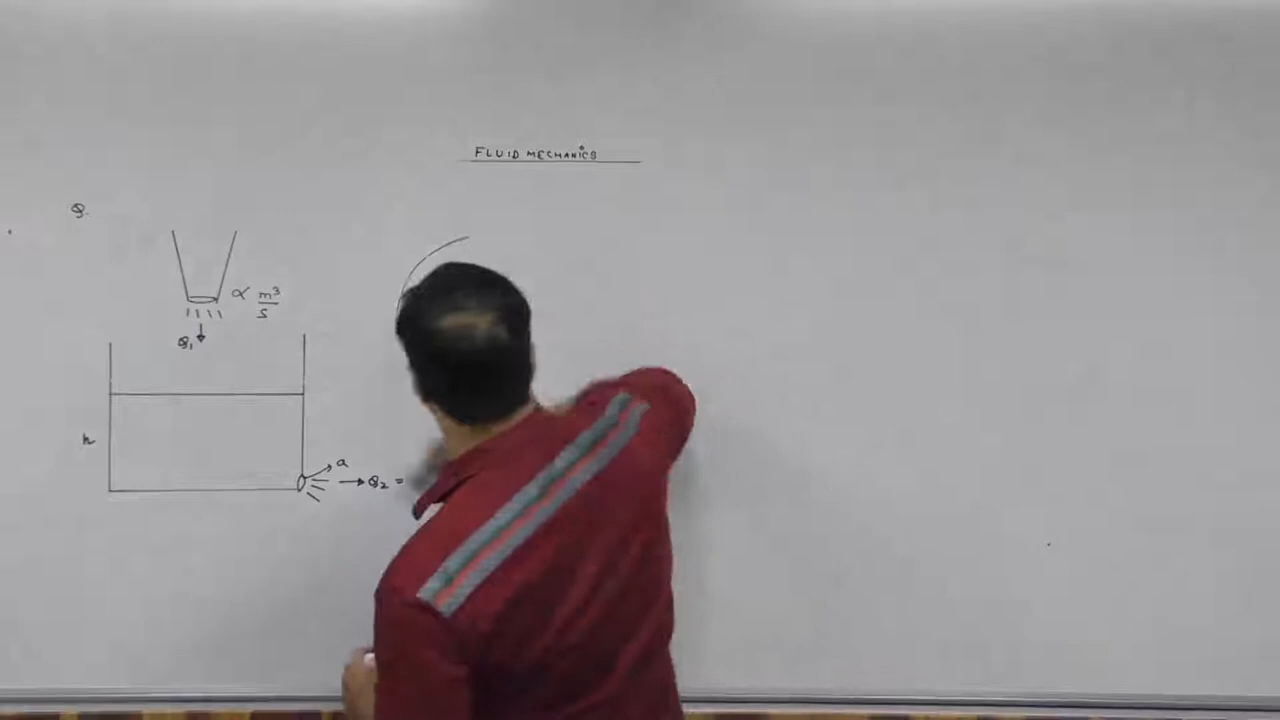 FLUID MECHANICS
Q.
α m³/s
Q₁
h
a
Q₂ =